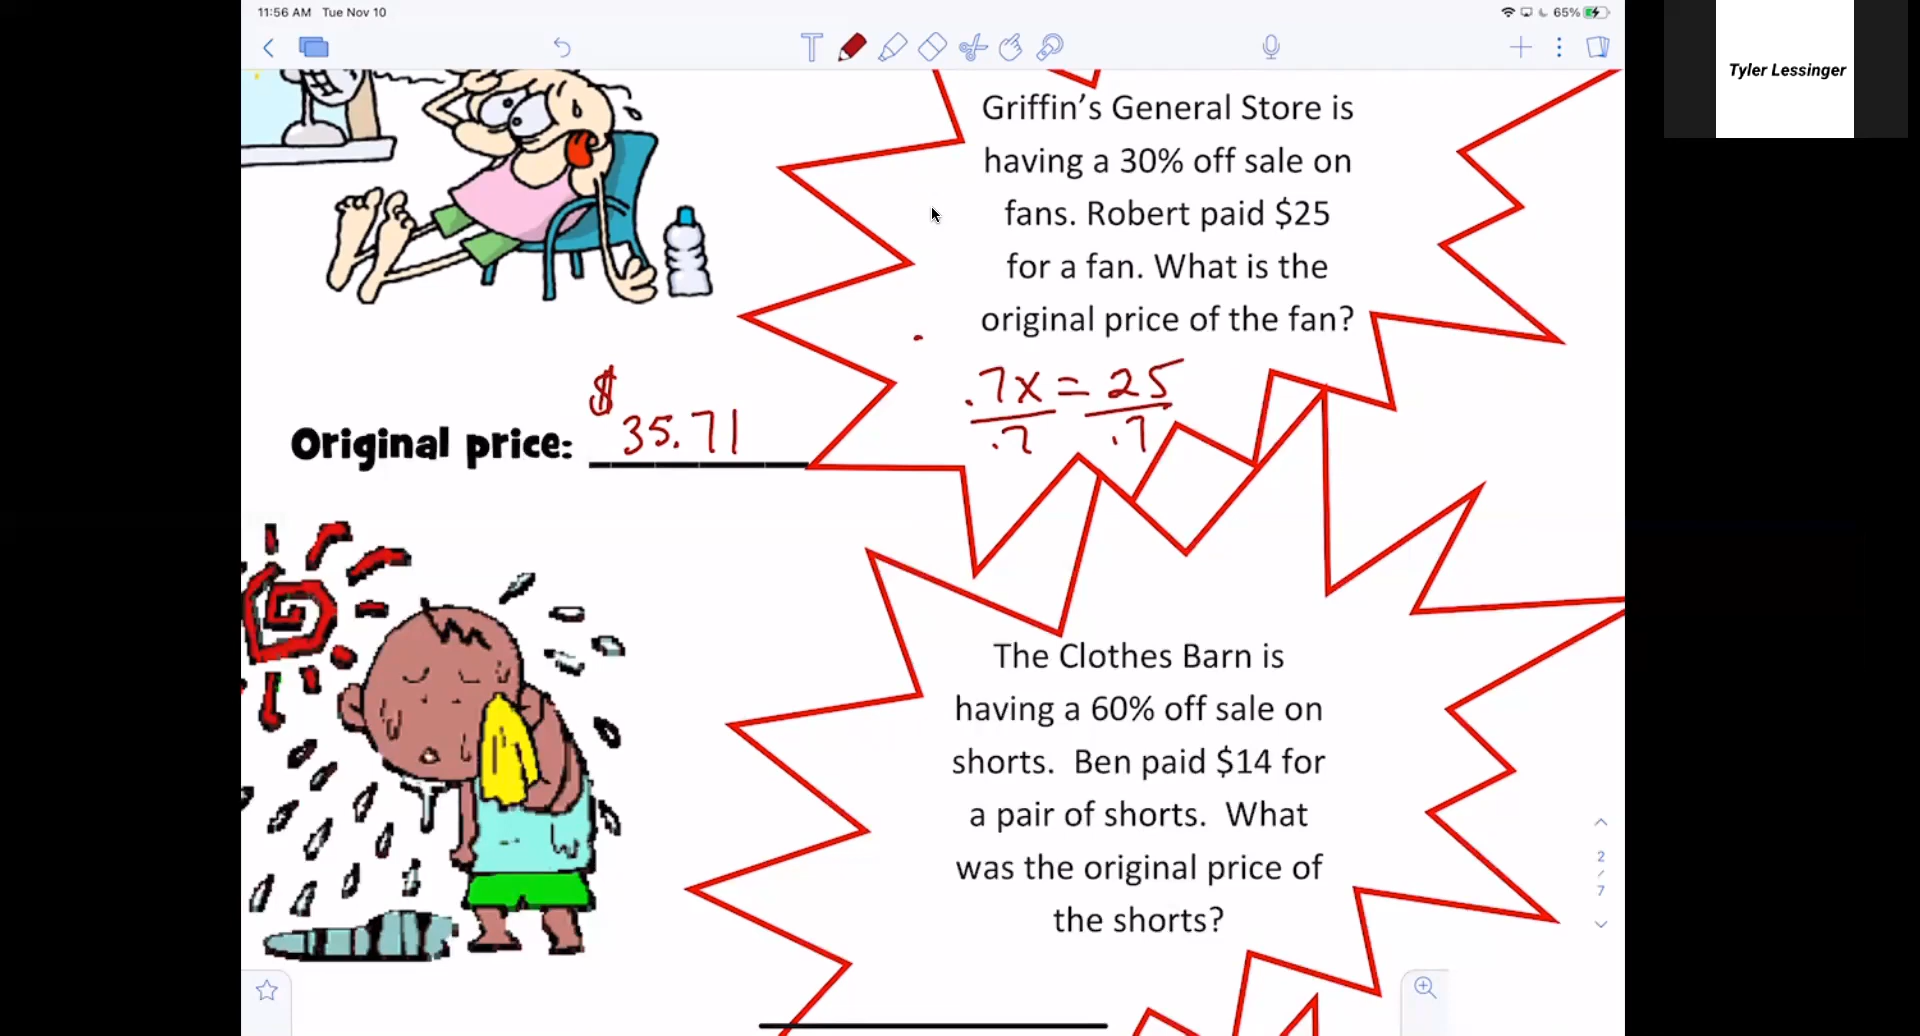 11:56 AM Tue Nov 10
65%
T
Tyler Lessinger
Griffin’s General Store is
having a 30% off sale on
fans. Robert paid $25
for a fan. What is the
original price of the fan?
.7x = 25
.7 .7
$
35.71
Original price:
The Clothes Barn is
having a 60% off sale on
shorts. Ben paid $14 for
a pair of shorts. What
was the original price of
the shorts?
2
/
7